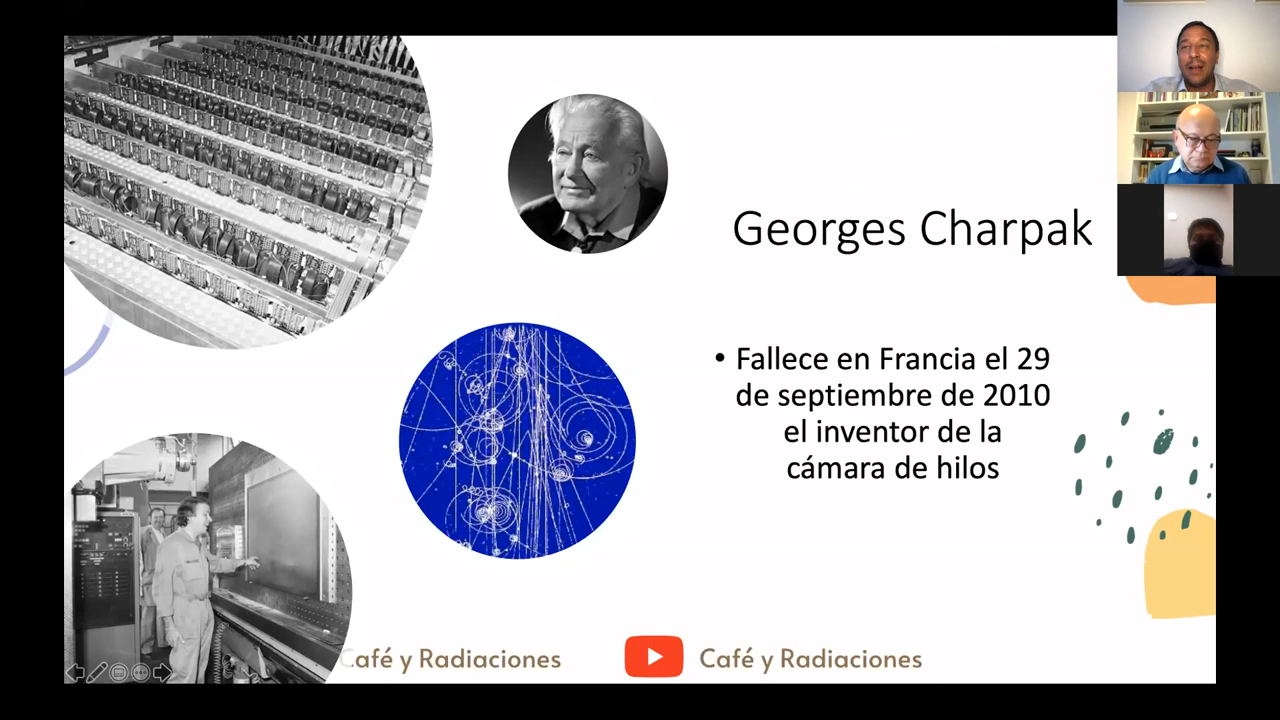 Georges Charpak
• Fallece en Francia el 29
de septiembre de 2010
el inventor de la
cámara de hilos
Café y Radiaciones
Café y Radiaciones